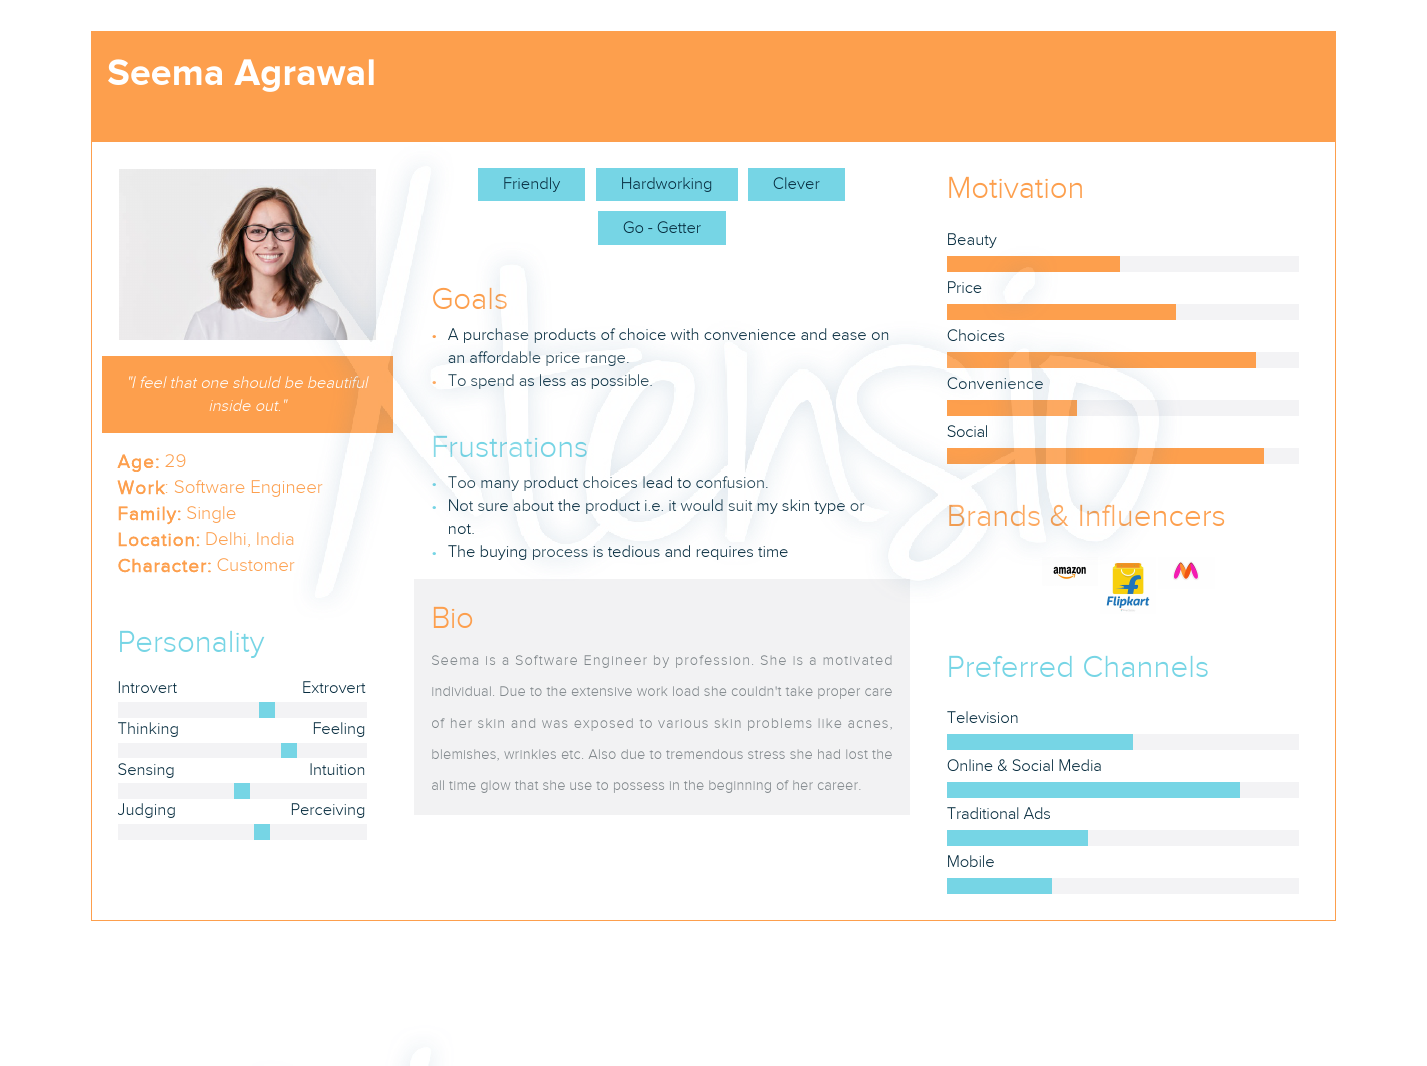 Seema Agrawal
"I feel that one should be beautiful
inside out."
Age: 29
Work: Software Engineer
Family: Single
Location: Delhi, India
Character: Customer
Personality
Introvert Extrovert
Thinking Feeling
Sensing Intuition
Judging Perceiving
Friendly Hardworking Clever
Go - Getter
Goals
• A purchase products of choice with convenience and ease on
an affordable price range.
• To spend as less as possible.
Frustrations
• Too many product choices lead to confusion.
• Not sure about the product i.e. it would suit my skin type or
not.
• The buying process is tedious and requires time
Bio
Seema is a Software Engineer by profession. She is a motivated
individual. Due to the extensive work load she couldn't take proper care
of her skin and was exposed to various skin problems like acnes,
blemishes, wrinkles etc. Also due to tremendous stress she had lost the
all time glow that she use to possess in the beginning of her career.
Motivation
Beauty
Price
Choices
Convenience
Social
Brands & Influencers
amazon
Flipkart
Preferred Channels
Television
Online & Social Media
Traditional Ads
Mobile
Xtensio